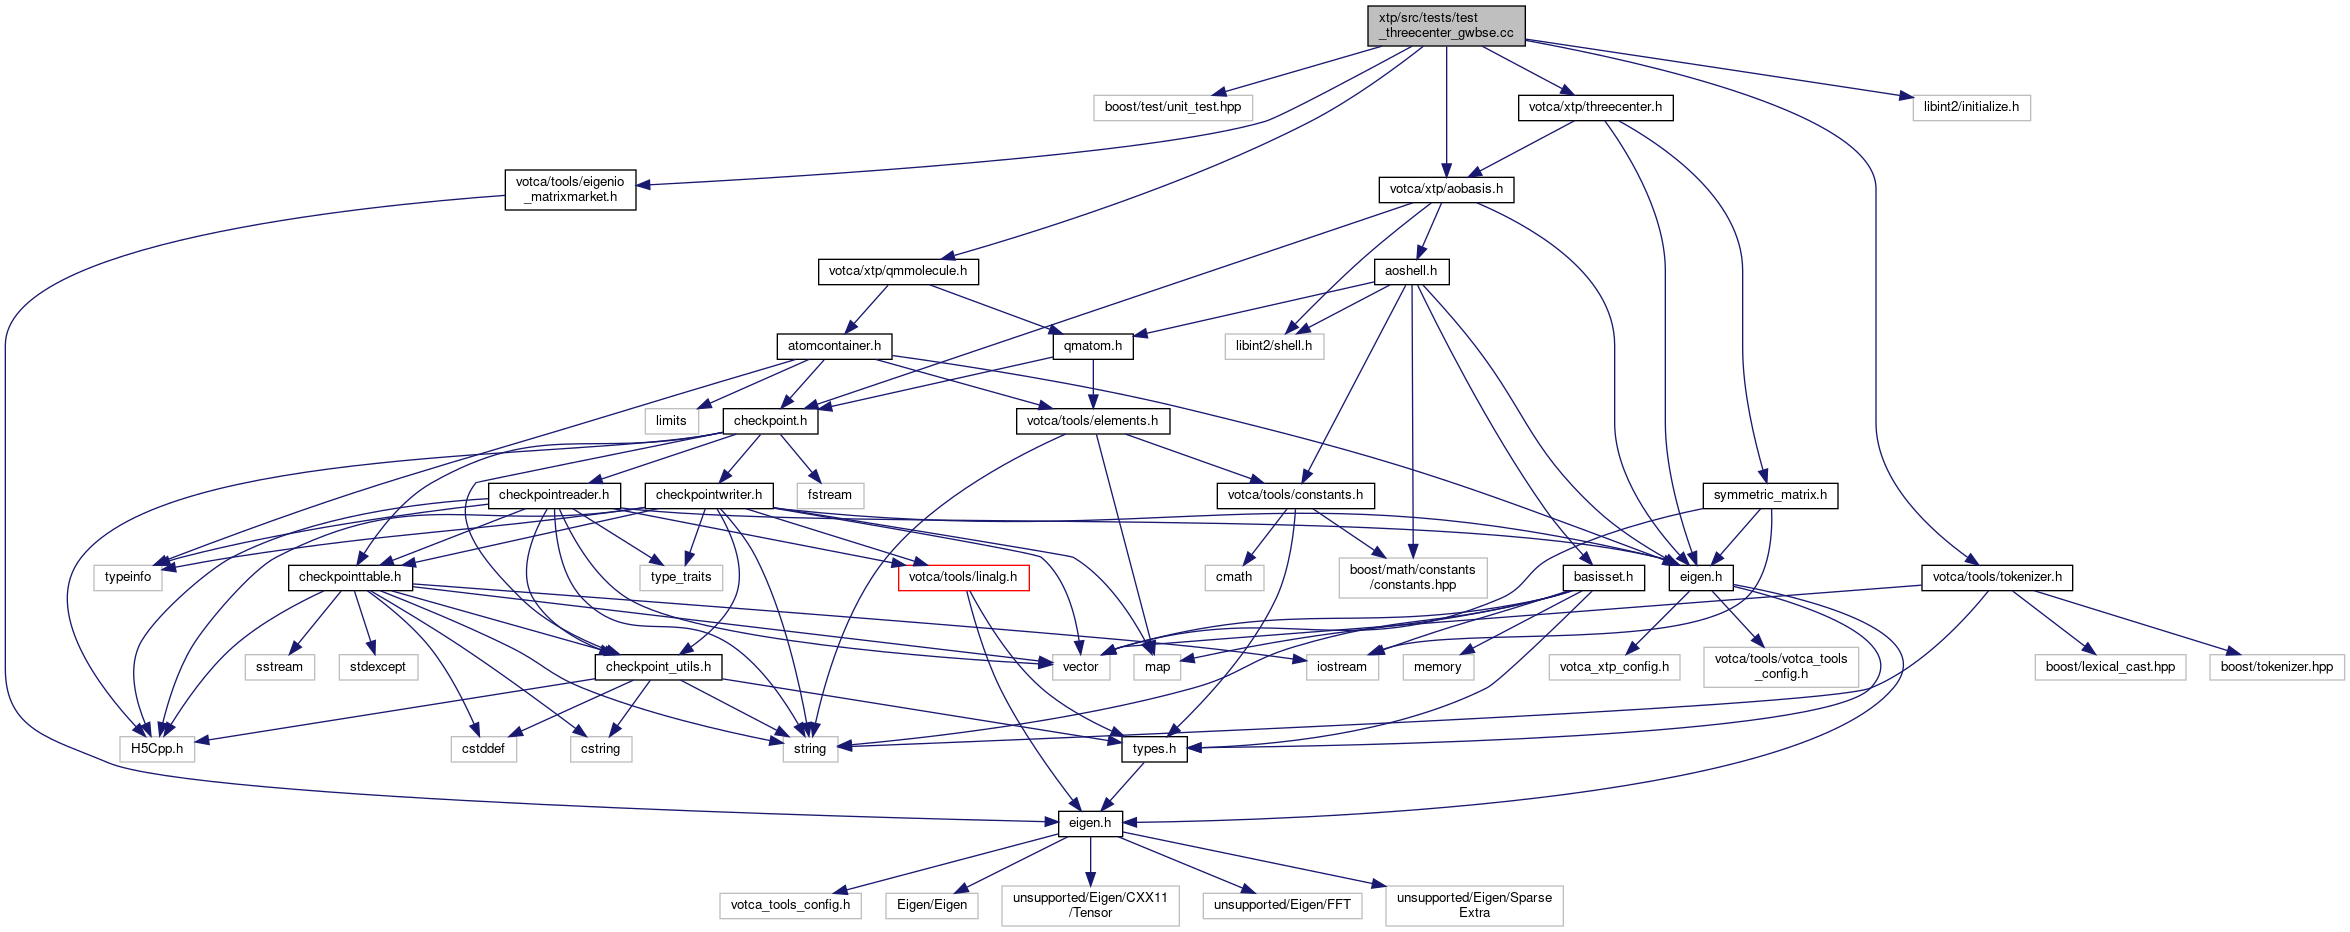 xtp/src/tests/test
_threecenter_gwbse.cc
boost/test/unit_test.hpp
votca/xtp/threecenter.h
libint2/initialize.h
votca/tools/eigenio
_matrixmarket.h
votca/xtp/aobasis.h
votca/xtp/qmmolecule.h
aoshell.h
atomcontainer.h
qmatom.h
libint2/shell.h
limits
checkpoint.h
votca/tools/elements.h
checkpointreader.h
checkpointwriter.h
fstream
votca/tools/constants.h
symmetric_matrix.h
typeinfo
checkpointtable.h
type_traits
votca/tools/linalg.h
cmath
boost/math/constants
/constants.hpp
basisset.h
eigen.h
votca/tools/tokenizer.h
sstream
stdexcept
checkpoint_utils.h
vector
map
iostream
memory
votca_xtp_config.h
votca/tools/votca_tools
_config.h
boost/lexical_cast.hpp
boost/tokenizer.hpp
H5Cpp.h
cstddef
cstring
string
types.h
eigen.h
votca_tools_config.h
Eigen/Eigen
unsupported/Eigen/CXX11
/Tensor
unsupported/Eigen/FFT
unsupported/Eigen/Sparse
Extra